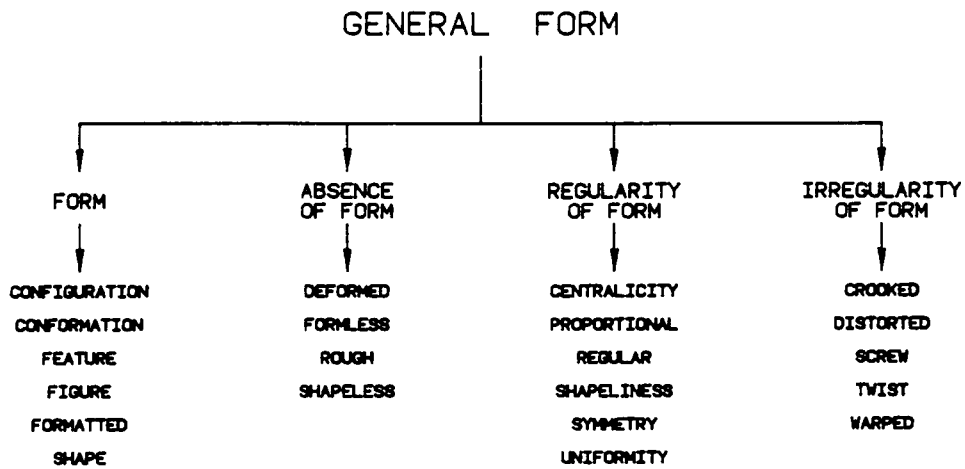 GENERAL FORM
FORM
ABSENCE
OF FORM
REGULARITY
OF FORM
IRREGULARITY
OF FORM
CONFIGURATION
CONFORMATION
FEATURE
FIGURE
FORMATTED
SHAPE
DEFORMED
FORMLESS
ROUGH
SHAPELESS
CENTRALICITY
PROPORTIONAL
REGULAR
SHAPELINESS
SYMMETRY
UNIFORMITY
CROOKED
DISTORTED
SCREW
TWIST
WARPED